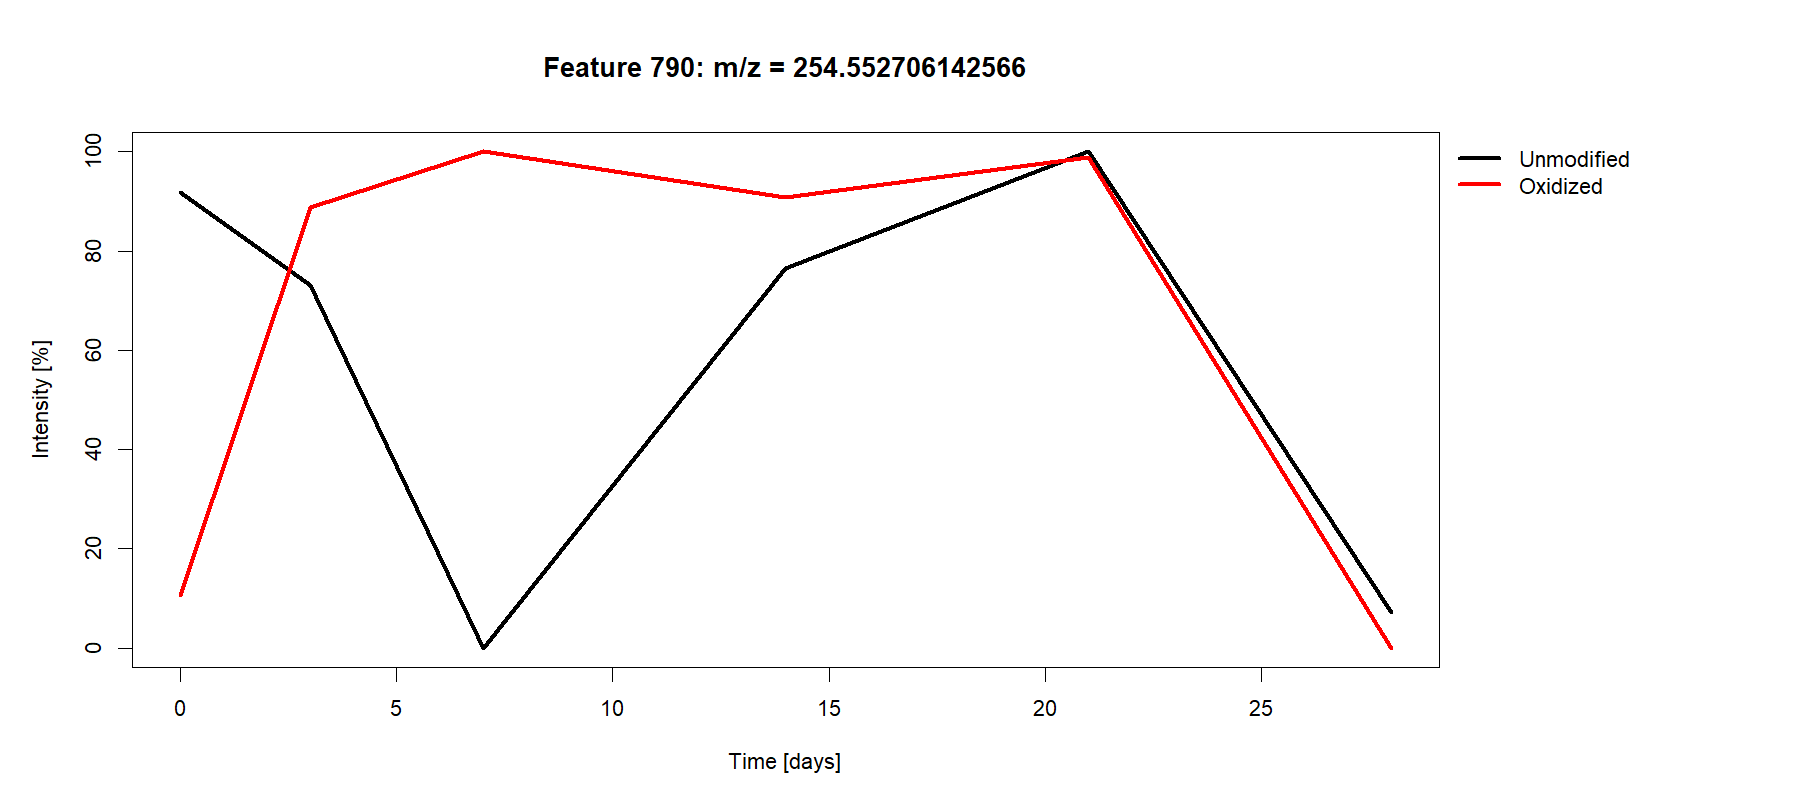 Feature 790: m/z = 254.552706142566
100
80
60
40
20
0
Intensity [%]
Unmodified
Oxidized
0 5 10 15 20 25
Time [days]